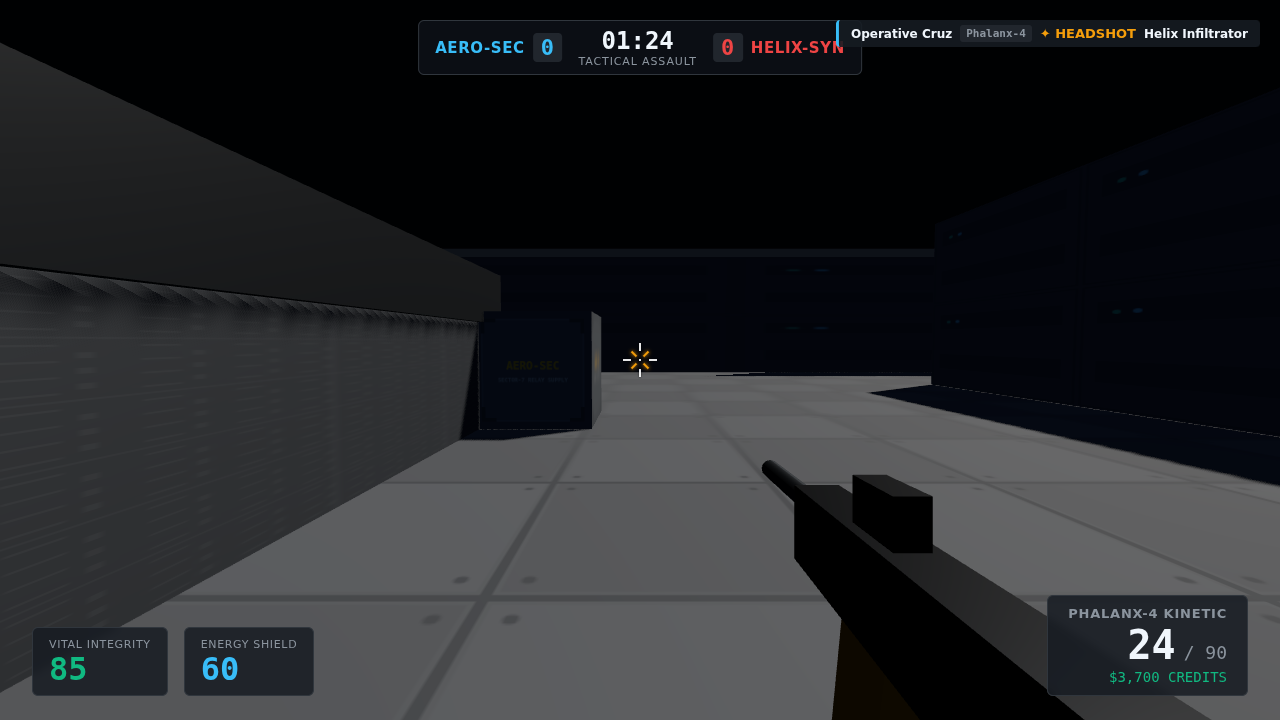 AERO-SEC 0 01:24 0 HELIX-SYN
TACTICAL ASSAULT
Operative Cruz Phalanx-4 ✦ HEADSHOT Helix Infiltrator
AERO-SEC
VITAL INTEGRITY
85
ENERGY SHIELD
60
PHALANX-4 KINETIC
24 / 90
$3,700 CREDITS